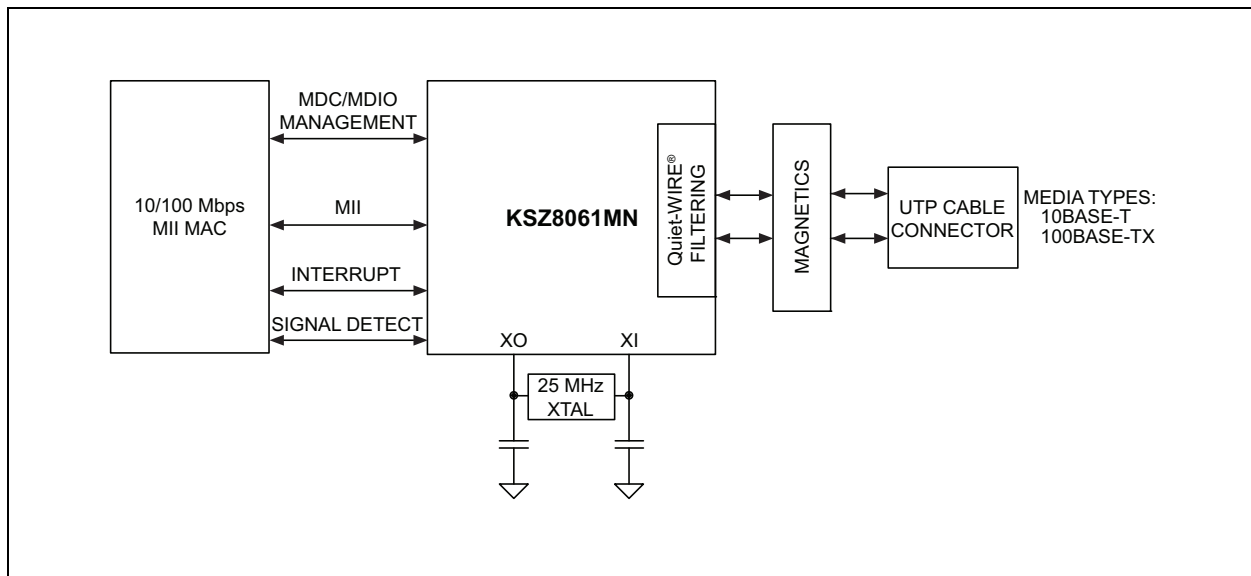 MDC/MDIO
MANAGEMENT
10/100 Mbps
MII MAC
MII
INTERRUPT
SIGNAL DETECT
KSZ8061MN
Quiet-WIRE®
FILTERING
MAGNETICS
UTP CABLE
CONNECTOR
MEDIA TYPES:
10BASE-T
100BASE-TX
XO
XI
25 MHz
XTAL